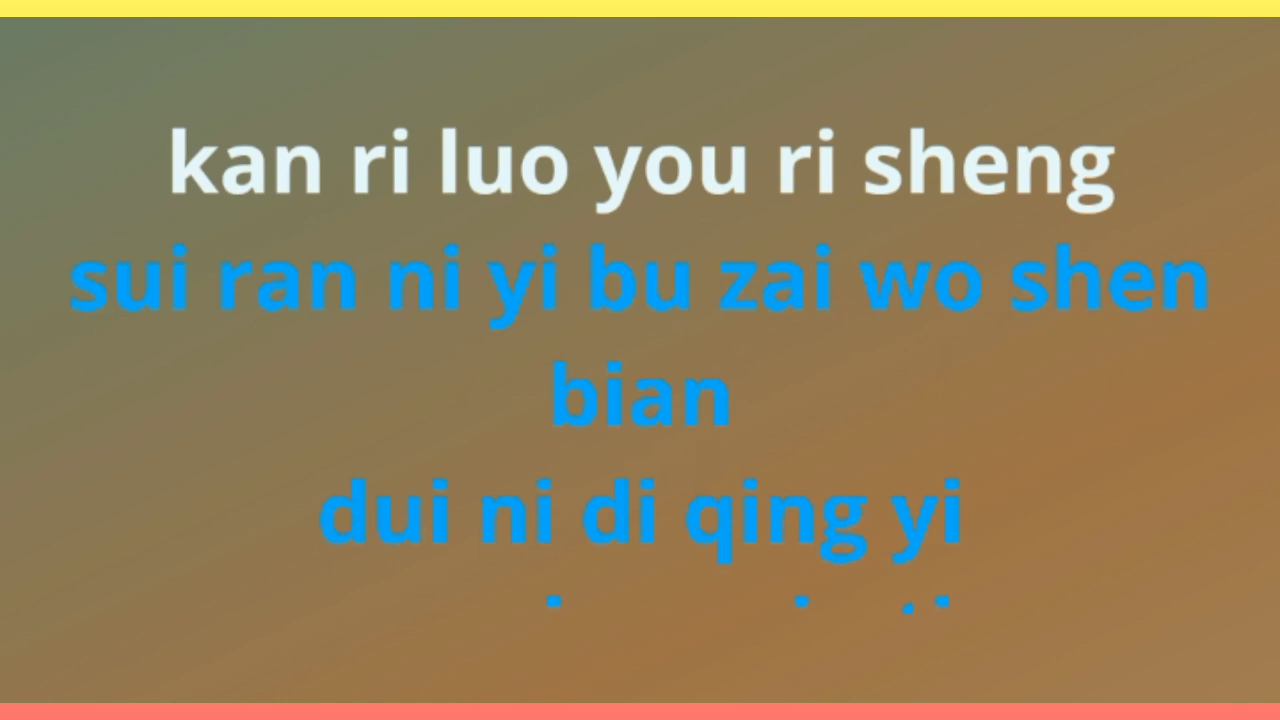 kan ri luo you ri sheng
sui ran ni yi bu zai wo shen
bian
dui ni di qing yi